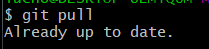 $ git pull
Already up to date.